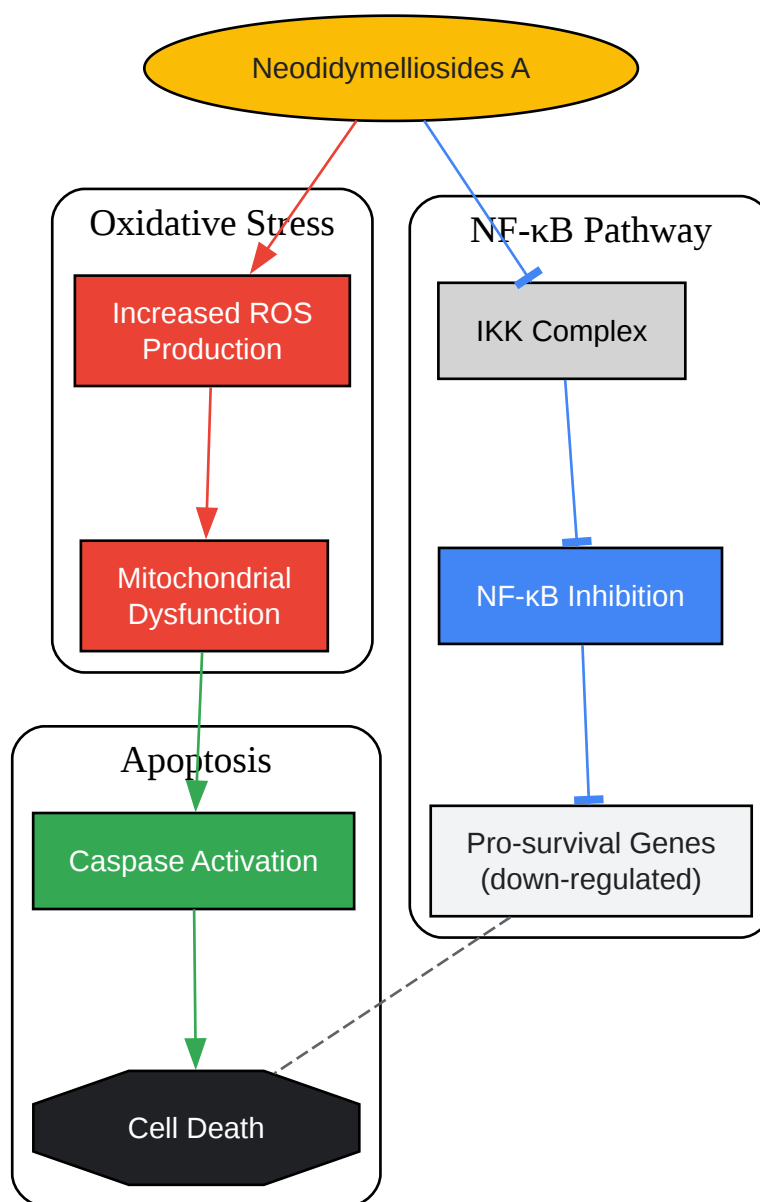 Neodidymelliosides A
Oxidative Stress
Increased ROS
Production
Mitochondrial
Dysfunction
NF-κB Pathway
IKK Complex
NF-κB Inhibition
Pro-survival Genes
(down-regulated)
Apoptosis
Caspase Activation
Cell Death